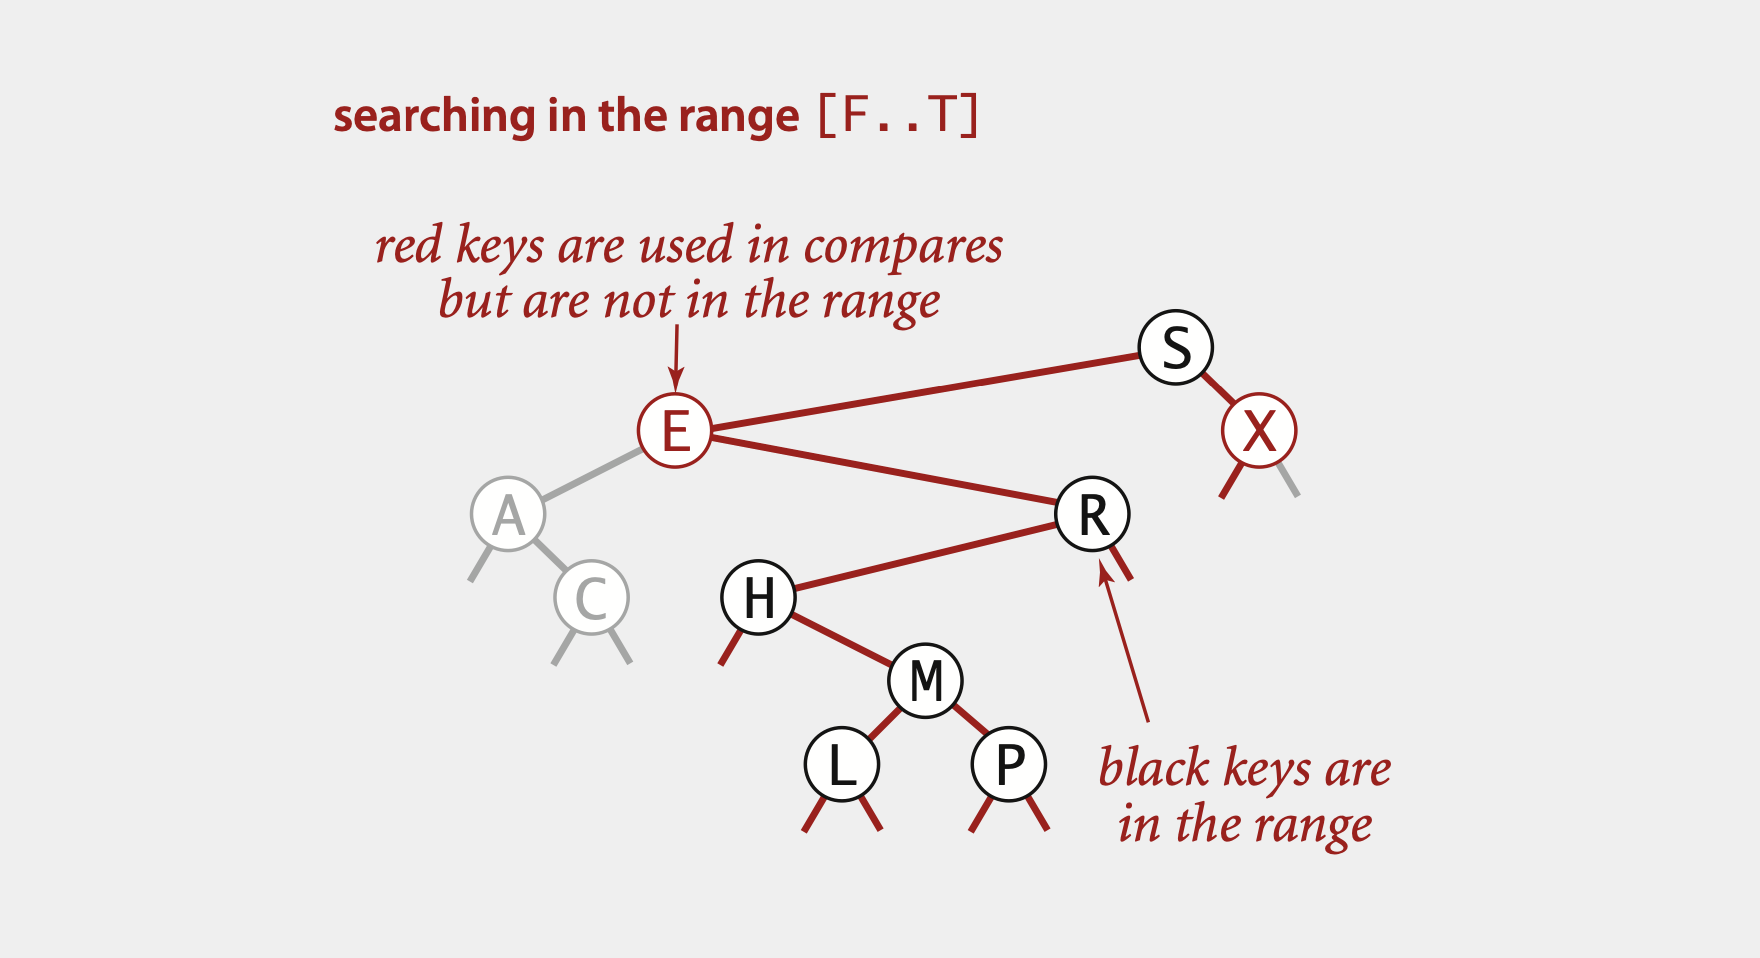 searching in the range [F..T]
red keys are used in compares
but are not in the range
S
E
X
A
R
C
H
M
L
P
black keys are
in the range